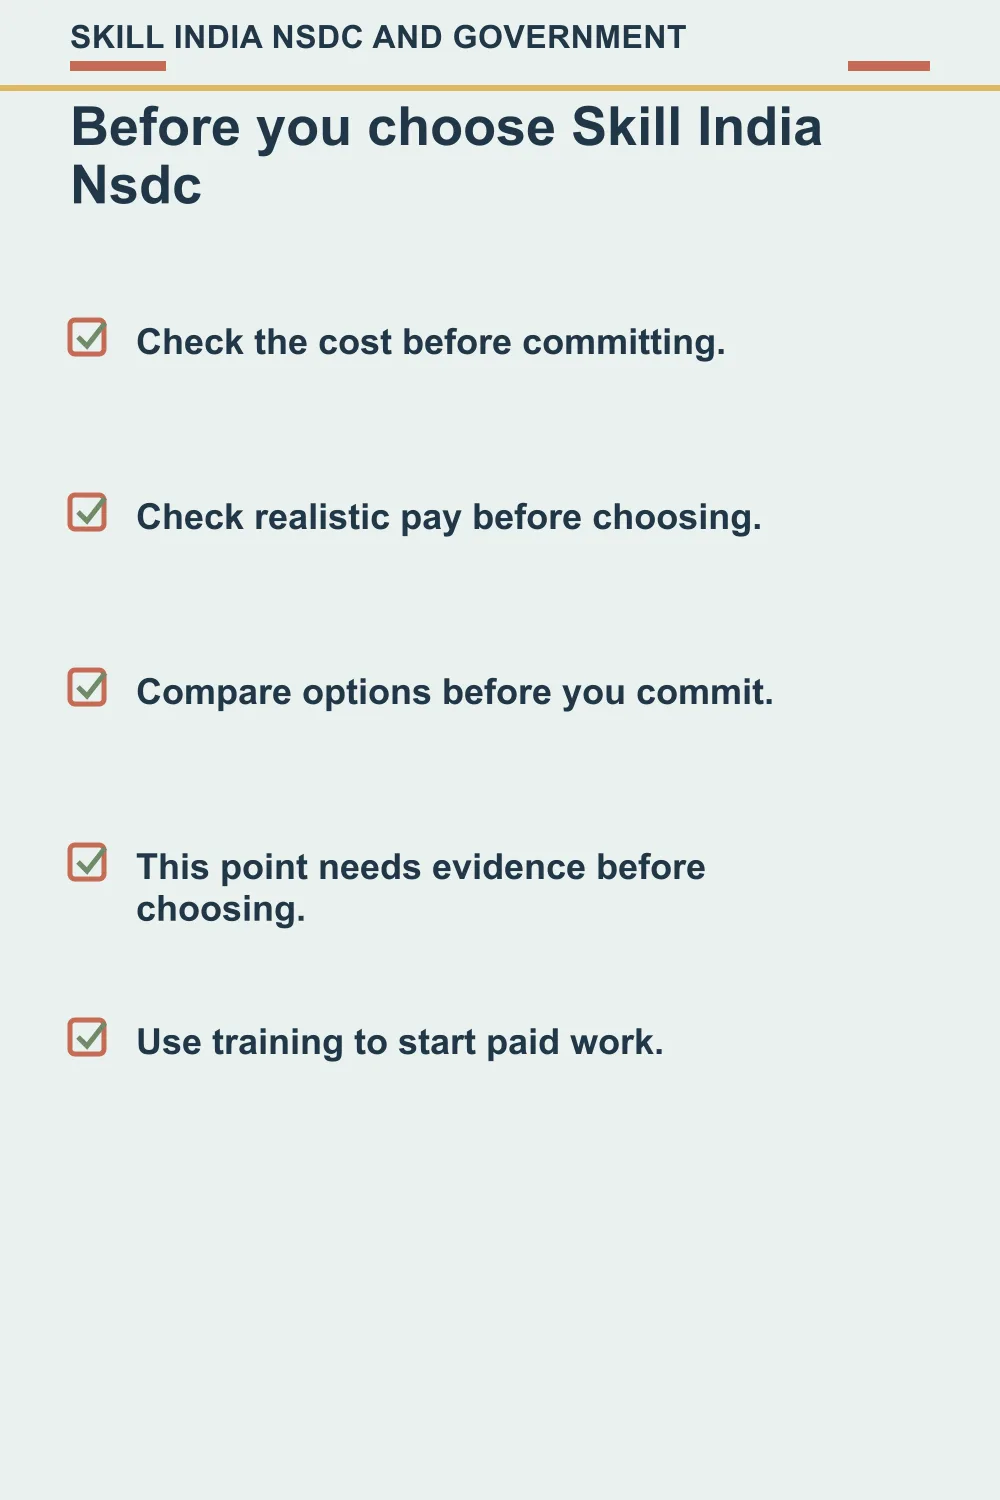 SKILL INDIA NSDC AND GOVERNMENT
Before you choose Skill India
Nsdc
Check the cost before committing.
Check realistic pay before choosing.
Compare options before you commit.
This point needs evidence before
choosing.
Use training to start paid work.